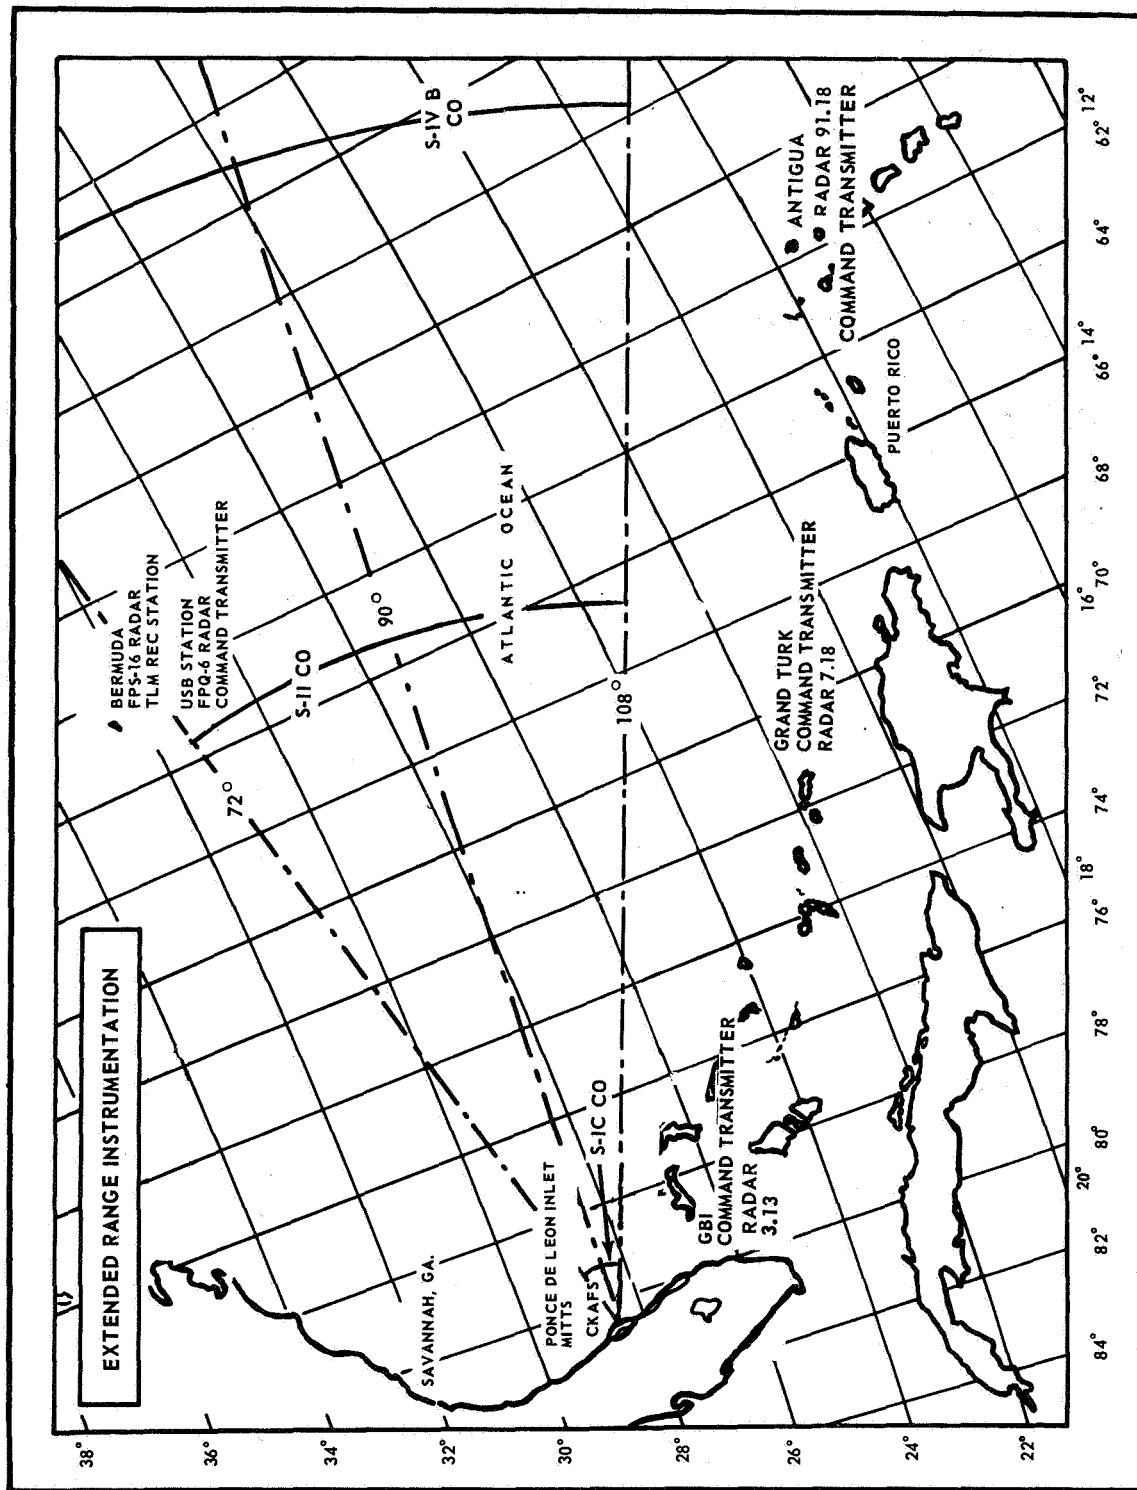 EXTENDED RANGE INSTRUMENTATION
BERMUDA
FPS-16 RADAR
TLM REC STATION
USB STATION
FPQ-6 RADAR
COMMAND TRANSMITTER
72°
S-II CO
90°
S-IV B
CO
ATLANTIC OCEAN
108°
SAVANNAH, GA.
PONCE DE LEON INLET
MITTS
CKAFS
S-IC CO
GBI
COMMAND TRANSMITTER
RADAR
3.13
GRAND TURK
COMMAND TRANSMITTER
RADAR 7.18
ANTIGUA
RADAR 91.18
COMMAND TRANSMITTER
PUERTO RICO
38°
36°
34°
32°
30°
28°
26°
24°
22°
84°
82°
20°
80°
78°
76°
18°
74°
72°
16°
70°
68°
66°
14°
64°
62°
12°